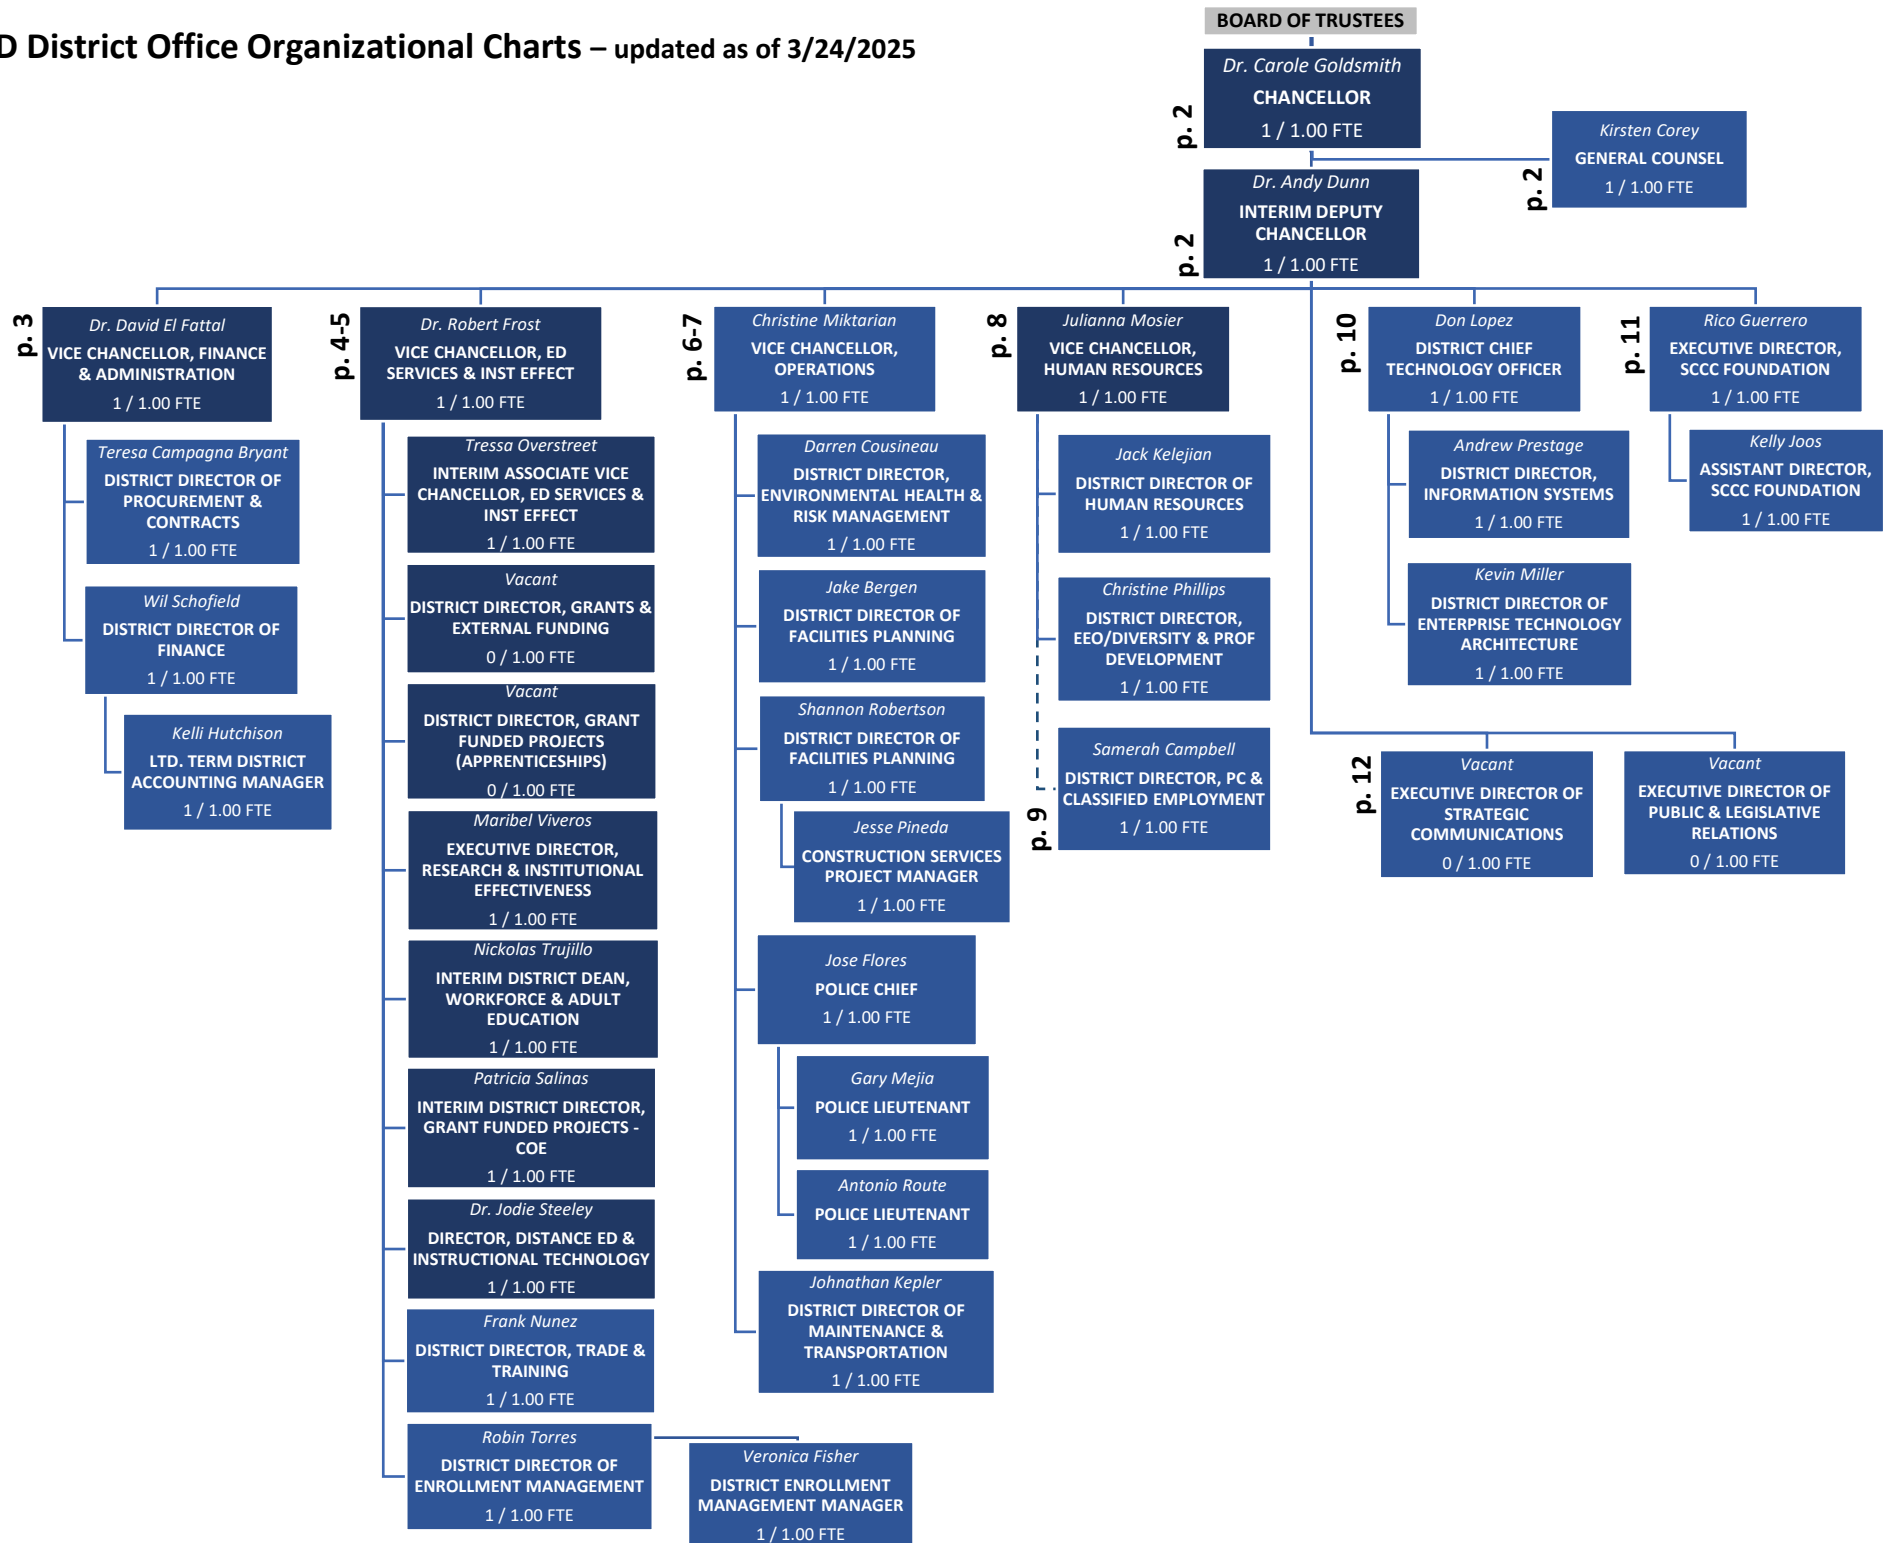 D District Office Organizational Charts – updated as of 3/24/2025
BOARD OF TRUSTEES
p. 2
Dr. Carole Goldsmith
CHANCELLOR
1 / 1.00 FTE
p. 2
Kirsten Corey
GENERAL COUNSEL
1 / 1.00 FTE
p. 2
Dr. Andy Dunn
INTERIM DEPUTY
CHANCELLOR
1 / 1.00 FTE
p. 3
Dr. David El Fattal
VICE CHANCELLOR, FINANCE
& ADMINISTRATION
1 / 1.00 FTE
Teresa Campagna Bryant
DISTRICT DIRECTOR OF
PROCUREMENT &
CONTRACTS
1 / 1.00 FTE
Wil Schofield
DISTRICT DIRECTOR OF
FINANCE
1 / 1.00 FTE
Kelli Hutchison
LTD. TERM DISTRICT
ACCOUNTING MANAGER
1 / 1.00 FTE
p. 4-5
Dr. Robert Frost
VICE CHANCELLOR, ED
SERVICES & INST EFFECT
1 / 1.00 FTE
Tressa Overstreet
INTERIM ASSOCIATE VICE
CHANCELLOR, ED SERVICES &
INST EFFECT
1 / 1.00 FTE
Vacant
DISTRICT DIRECTOR, GRANTS &
EXTERNAL FUNDING
0 / 1.00 FTE
Vacant
DISTRICT DIRECTOR, GRANT
FUNDED PROJECTS
(APPRENTICESHIPS)
0 / 1.00 FTE
Maribel Viveros
EXECUTIVE DIRECTOR,
RESEARCH & INSTITUTIONAL
EFFECTIVENESS
1 / 1.00 FTE
Nickolas Trujillo
INTERIM DISTRICT DEAN,
WORKFORCE & ADULT
EDUCATION
1 / 1.00 FTE
Patricia Salinas
INTERIM DISTRICT DIRECTOR,
GRANT FUNDED PROJECTS -
COE
1 / 1.00 FTE
Dr. Jodie Steeley
DIRECTOR, DISTANCE ED &
INSTRUCTIONAL TECHNOLOGY
1 / 1.00 FTE
Frank Nunez
DISTRICT DIRECTOR, TRADE &
TRAINING
1 / 1.00 FTE
Robin Torres
DISTRICT DIRECTOR OF
ENROLLMENT MANAGEMENT
1 / 1.00 FTE
Veronica Fisher
DISTRICT ENROLLMENT
MANAGEMENT MANAGER
1 / 1.00 FTE
p. 6-7
Christine Miktarian
VICE CHANCELLOR,
OPERATIONS
1 / 1.00 FTE
Darren Cousineau
DISTRICT DIRECTOR,
ENVIRONMENTAL HEALTH &
RISK MANAGEMENT
1 / 1.00 FTE
Jake Bergen
DISTRICT DIRECTOR OF
FACILITIES PLANNING
1 / 1.00 FTE
Shannon Robertson
DISTRICT DIRECTOR OF
FACILITIES PLANNING
1 / 1.00 FTE
Jesse Pineda
CONSTRUCTION SERVICES
PROJECT MANAGER
1 / 1.00 FTE
Jose Flores
POLICE CHIEF
1 / 1.00 FTE
Gary Mejia
POLICE LIEUTENANT
1 / 1.00 FTE
Antonio Route
POLICE LIEUTENANT
1 / 1.00 FTE
Johnathan Kepler
DISTRICT DIRECTOR OF
MAINTENANCE &
TRANSPORTATION
1 / 1.00 FTE
p. 8
Julianna Mosier
VICE CHANCELLOR,
HUMAN RESOURCES
1 / 1.00 FTE
Jack Kelejian
DISTRICT DIRECTOR OF
HUMAN RESOURCES
1 / 1.00 FTE
Christine Phillips
DISTRICT DIRECTOR,
EEO/DIVERSITY & PROF
DEVELOPMENT
1 / 1.00 FTE
p. 9
Samerah Campbell
DISTRICT DIRECTOR, PC &
CLASSIFIED EMPLOYMENT
1 / 1.00 FTE
p. 10
Don Lopez
DISTRICT CHIEF
TECHNOLOGY OFFICER
1 / 1.00 FTE
Andrew Prestage
DISTRICT DIRECTOR,
INFORMATION SYSTEMS
1 / 1.00 FTE
Kevin Miller
DISTRICT DIRECTOR OF
ENTERPRISE TECHNOLOGY
ARCHITECTURE
1 / 1.00 FTE
p. 11
Rico Guerrero
EXECUTIVE DIRECTOR,
SCCC FOUNDATION
1 / 1.00 FTE
Kelly Joos
ASSISTANT DIRECTOR,
SCCC FOUNDATION
1 / 1.00 FTE
p. 12
Vacant
EXECUTIVE DIRECTOR OF
STRATEGIC
COMMUNICATIONS
0 / 1.00 FTE
Vacant
EXECUTIVE DIRECTOR OF
PUBLIC & LEGISLATIVE
RELATIONS
0 / 1.00 FTE